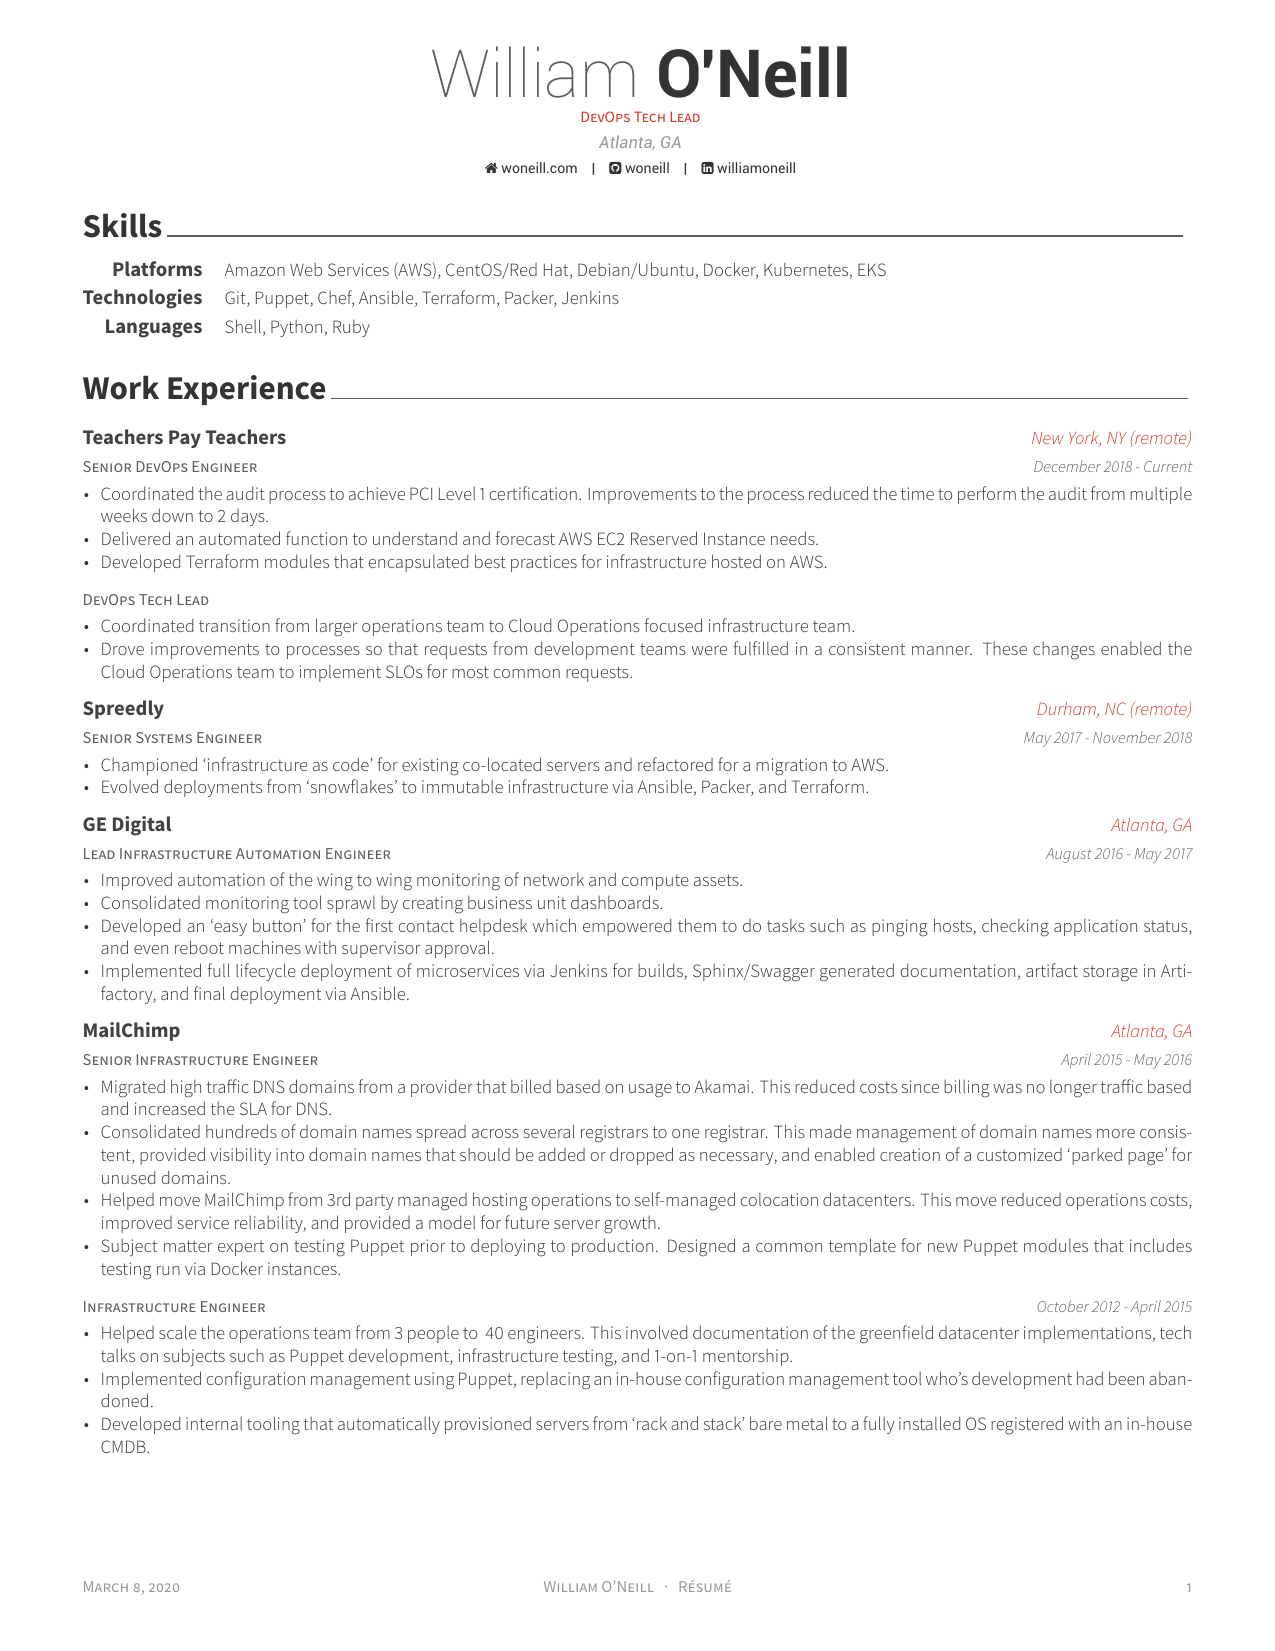 William O'Neill
DevOps Tech Lead
Atlanta, GA
woneill.com | woneill | williamoneill
Skills
Platforms Amazon Web Services (AWS), CentOS/Red Hat, Debian/Ubuntu, Docker, Kubernetes, EKS
Technologies Git, Puppet, Chef, Ansible, Terraform, Packer, Jenkins
Languages Shell, Python, Ruby
Work Experience
Teachers Pay Teachers New York, NY (remote)
Senior DevOps Engineer December 2018 - Current
• Coordinated the audit process to achieve PCI Level 1 certification. Improvements to the process reduced the time to perform the audit from multiple
weeks down to 2 days.
• Delivered an automated function to understand and forecast AWS EC2 Reserved Instance needs.
• Developed Terraform modules that encapsulated best practices for infrastructure hosted on AWS.
DevOps Tech Lead
• Coordinated transition from larger operations team to Cloud Operations focused infrastructure team.
• Drove improvements to processes so that requests from development teams were fulfilled in a consistent manner. These changes enabled the
Cloud Operations team to implement SLOs for most common requests.
Spreedly Durham, NC (remote)
Senior Systems Engineer May 2017 - November 2018
• Championed ‘infrastructure as code’ for existing co-located servers and refactored for a migration to AWS.
• Evolved deployments from ‘snowflakes’ to immutable infrastructure via Ansible, Packer, and Terraform.
GE Digital Atlanta, GA
Lead Infrastructure Automation Engineer August 2016 - May 2017
• Improved automation of the wing to wing monitoring of network and compute assets.
• Consolidated monitoring tool sprawl by creating business unit dashboards.
• Developed an ‘easy button’ for the first contact helpdesk which empowered them to do tasks such as pinging hosts, checking application status,
and even reboot machines with supervisor approval.
• Implemented full lifecycle deployment of microservices via Jenkins for builds, Sphinx/Swagger generated documentation, artifact storage in Arti-
factory, and final deployment via Ansible.
MailChimp Atlanta, GA
Senior Infrastructure Engineer April 2015 - May 2016
• Migrated high traffic DNS domains from a provider that billed based on usage to Akamai. This reduced costs since billing was no longer traffic based
and increased the SLA for DNS.
• Consolidated hundreds of domain names spread across several registrars to one registrar. This made management of domain names more consis-
tent, provided visibility into domain names that should be added or dropped as necessary, and enabled creation of a customized ‘parked page’ for
unused domains.
• Helped move MailChimp from 3rd party managed hosting operations to self-managed colocation datacenters. This move reduced operations costs,
improved service reliability, and provided a model for future server growth.
• Subject matter expert on testing Puppet prior to deploying to production. Designed a common template for new Puppet modules that includes
testing run via Docker instances.
Infrastructure Engineer October 2012 - April 2015
• Helped scale the operations team from 3 people to 40 engineers. This involved documentation of the greenfield datacenter implementations, tech
talks on subjects such as Puppet development, infrastructure testing, and 1-on-1 mentorship.
• Implemented configuration management using Puppet, replacing an in-house configuration management tool who’s development had been aban-
doned.
• Developed internal tooling that automatically provisioned servers from ‘rack and stack’ bare metal to a fully installed OS registered with an in-house
CMDB.
March 8, 2020 William O’Neill · Résumé 1